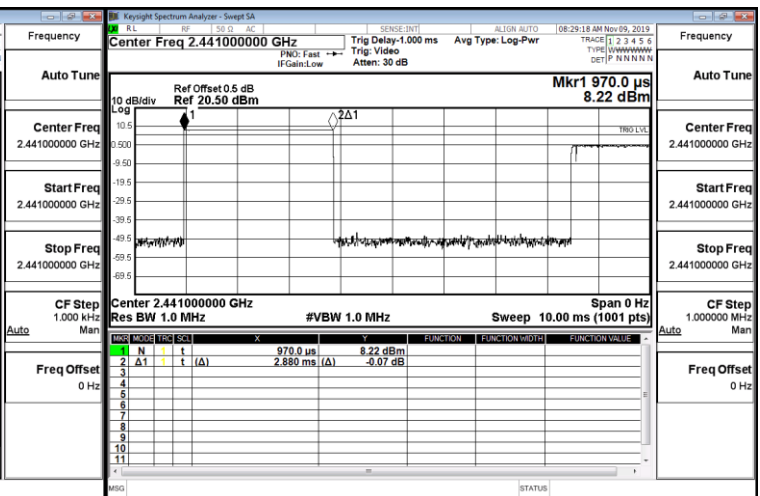 Keysight Spectrum Analyzer - Swept SA
RL RF 50 Ω AC SENSE:INT ALIGN AUTO 08:29:18 AM Nov 09, 2019
Center Freq 2.441000000 GHz
PNO: Fast
IFGain:Low
Trig Delay-1.000 ms
Trig: Video
Atten: 30 dB
Avg Type: Log-Pwr
TRACE 1 2 3 4 5 6
TYPE WWWWWW
DET P N N N N N
Ref Offset 0.5 dB
Ref 20.50 dBm
10 dB/div
Log
Mkr1 970.0 µs
8.22 dBm
1
2Δ1
TRIG LVL
10.5
0.500
-9.50
-19.5
-29.5
-39.5
-49.5
-59.5
-69.5
Center 2.441000000 GHz Span 0 Hz
Res BW 1.0 MHz #VBW 1.0 MHz Sweep 10.00 ms (1001 pts)
MKR MODE TRC SCL X Y FUNCTION FUNCTION WIDTH FUNCTION VALUE
1 N 1 t 970.0 µs 8.22 dBm
2 Δ1 1 t (Δ) 2.880 ms (Δ) -0.07 dB
3
4
5
6
7
8
9
10
11
MSG STATUS
Frequency
Auto Tune
Center Freq
2.441000000 GHz
Start Freq
2.441000000 GHz
Stop Freq
2.441000000 GHz
CF Step
1.000 kHz
Auto Man
Freq Offset
0 Hz
Frequency
Auto Tune
Center Freq
2.441000000 GHz
Start Freq
2.441000000 GHz
Stop Freq
2.441000000 GHz
CF Step
1.000000 MHz
Auto Man
Freq Offset
0 Hz